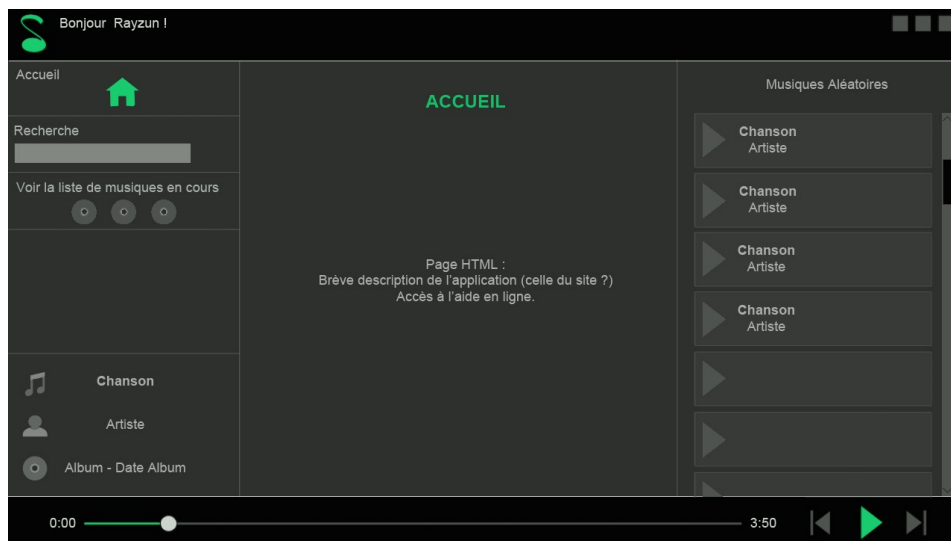 Bonjour Rayzun !
Accueil
Recherche
Voir la liste de musiques en cours
Chanson
Artiste
Album - Date Album
ACCUEIL
Page HTML :
Brève description de l'application (celle du site ?)
Accès à l'aide en ligne.
Musiques Aléatoires
Chanson
Artiste
Chanson
Artiste
Chanson
Artiste
Chanson
Artiste
0:00
3:50